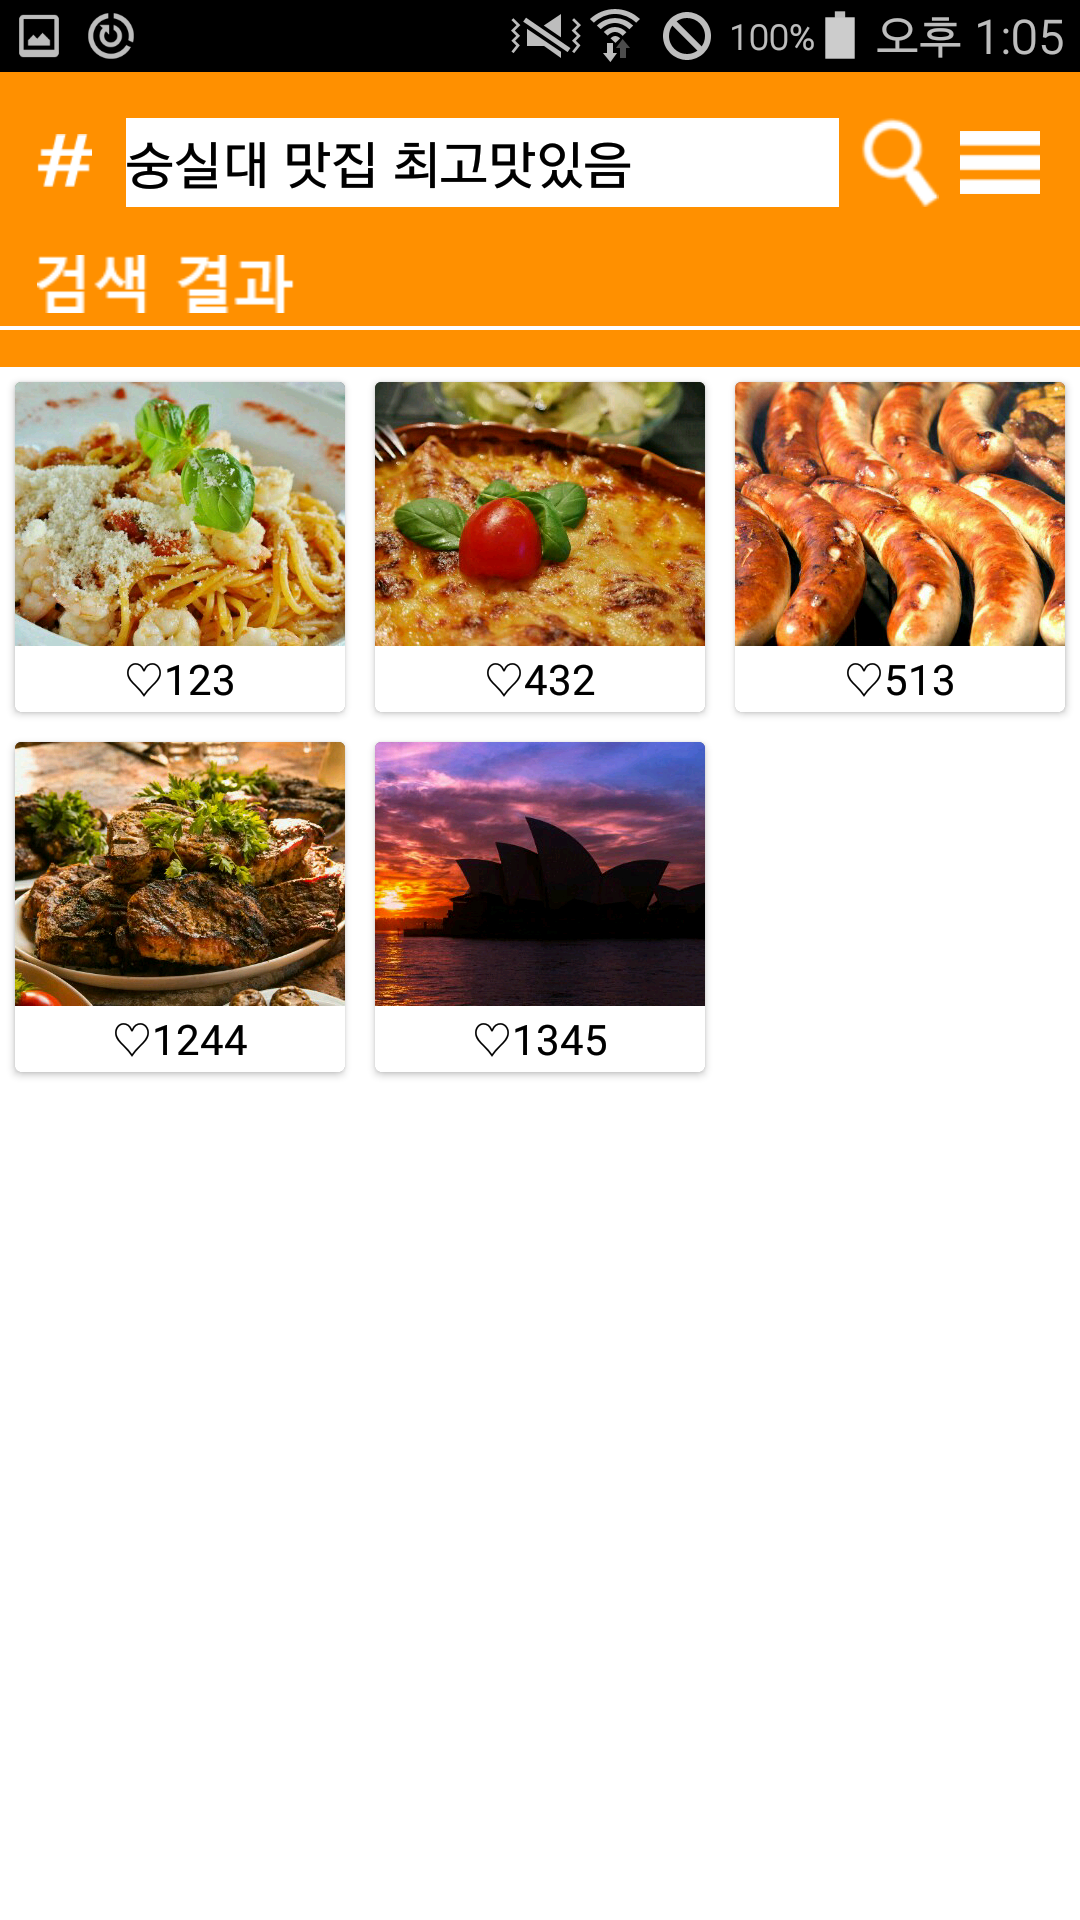 100% 오후 1:05
# 숭실대 맛집 최고맛있음
검색 결과
♡123 ♡432 ♡513
♡1244 ♡1345